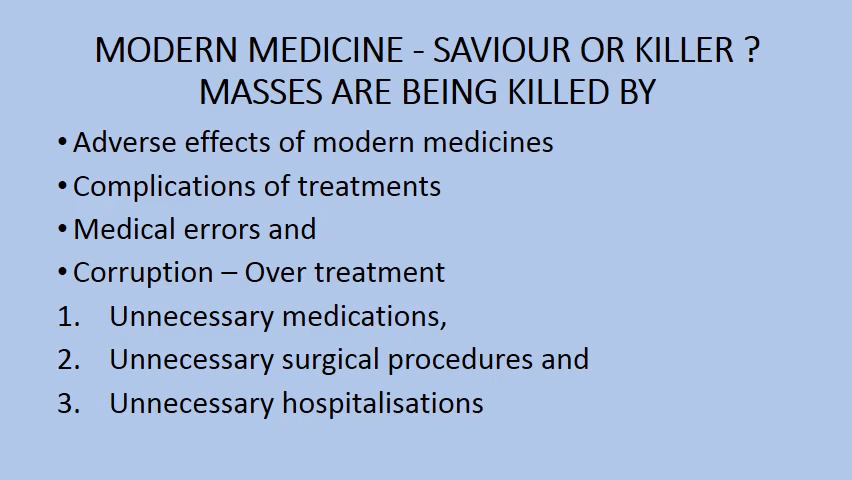 MODERN MEDICINE - SAVIOUR OR KILLER ?
MASSES ARE BEING KILLED BY
• Adverse effects of modern medicines
• Complications of treatments
• Medical errors and
• Corruption – Over treatment
1. Unnecessary medications,
2. Unnecessary surgical procedures and
3. Unnecessary hospitalisations